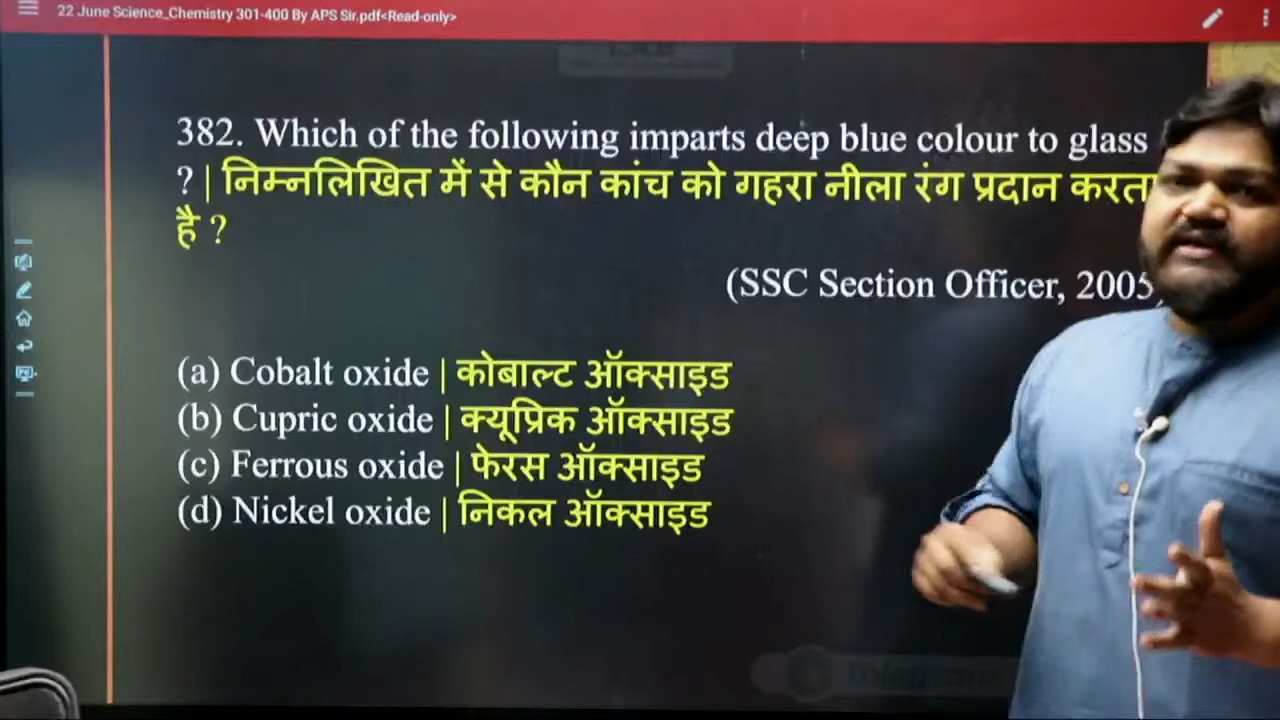 22 June Science_Chemistry 301-400 By APS Sir.pdf<Read-only>
382. Which of the following imparts deep blue colour to glass
? | निम्नलिखित में से कौन कांच को गहरा नीला रंग प्रदान करता
है ?
(SSC Section Officer, 2005)
(a) Cobalt oxide | कोबाल्ट ऑक्साइड
(b) Cupric oxide | क्यूप्रिक ऑक्साइड
(c) Ferrous oxide | फेरस ऑक्साइड
(d) Nickel oxide | निकल ऑक्साइड